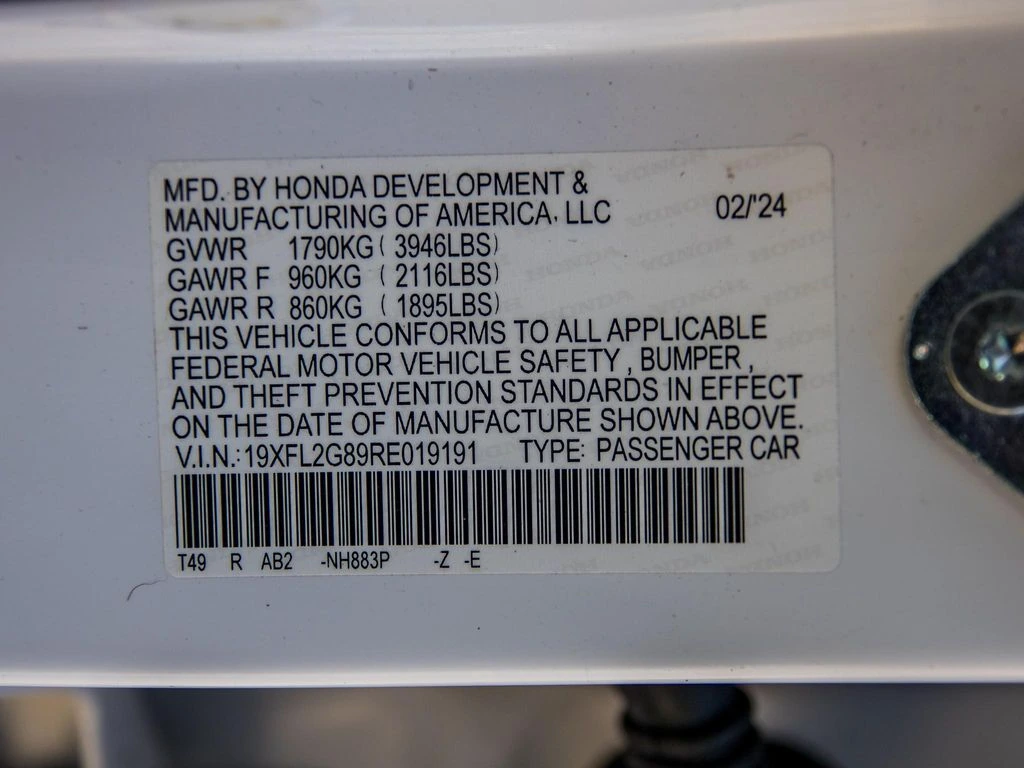 MFD. BY HONDA DEVELOPMENT &
MANUFACTURING OF AMERICA, LLC 02/'24
GVWR 1790KG ( 3946LBS)
GAWR F 960KG ( 2116LBS)
GAWR R 860KG ( 1895LBS)
THIS VEHICLE CONFORMS TO ALL APPLICABLE
FEDERAL MOTOR VEHICLE SAFETY , BUMPER ,
AND THEFT PREVENTION STANDARDS IN EFFECT
ON THE DATE OF MANUFACTURE SHOWN ABOVE.
V.I.N.: 19XFL2G89RE019191 TYPE: PASSENGER CAR
T49 R AB2 -NH883P -Z -E